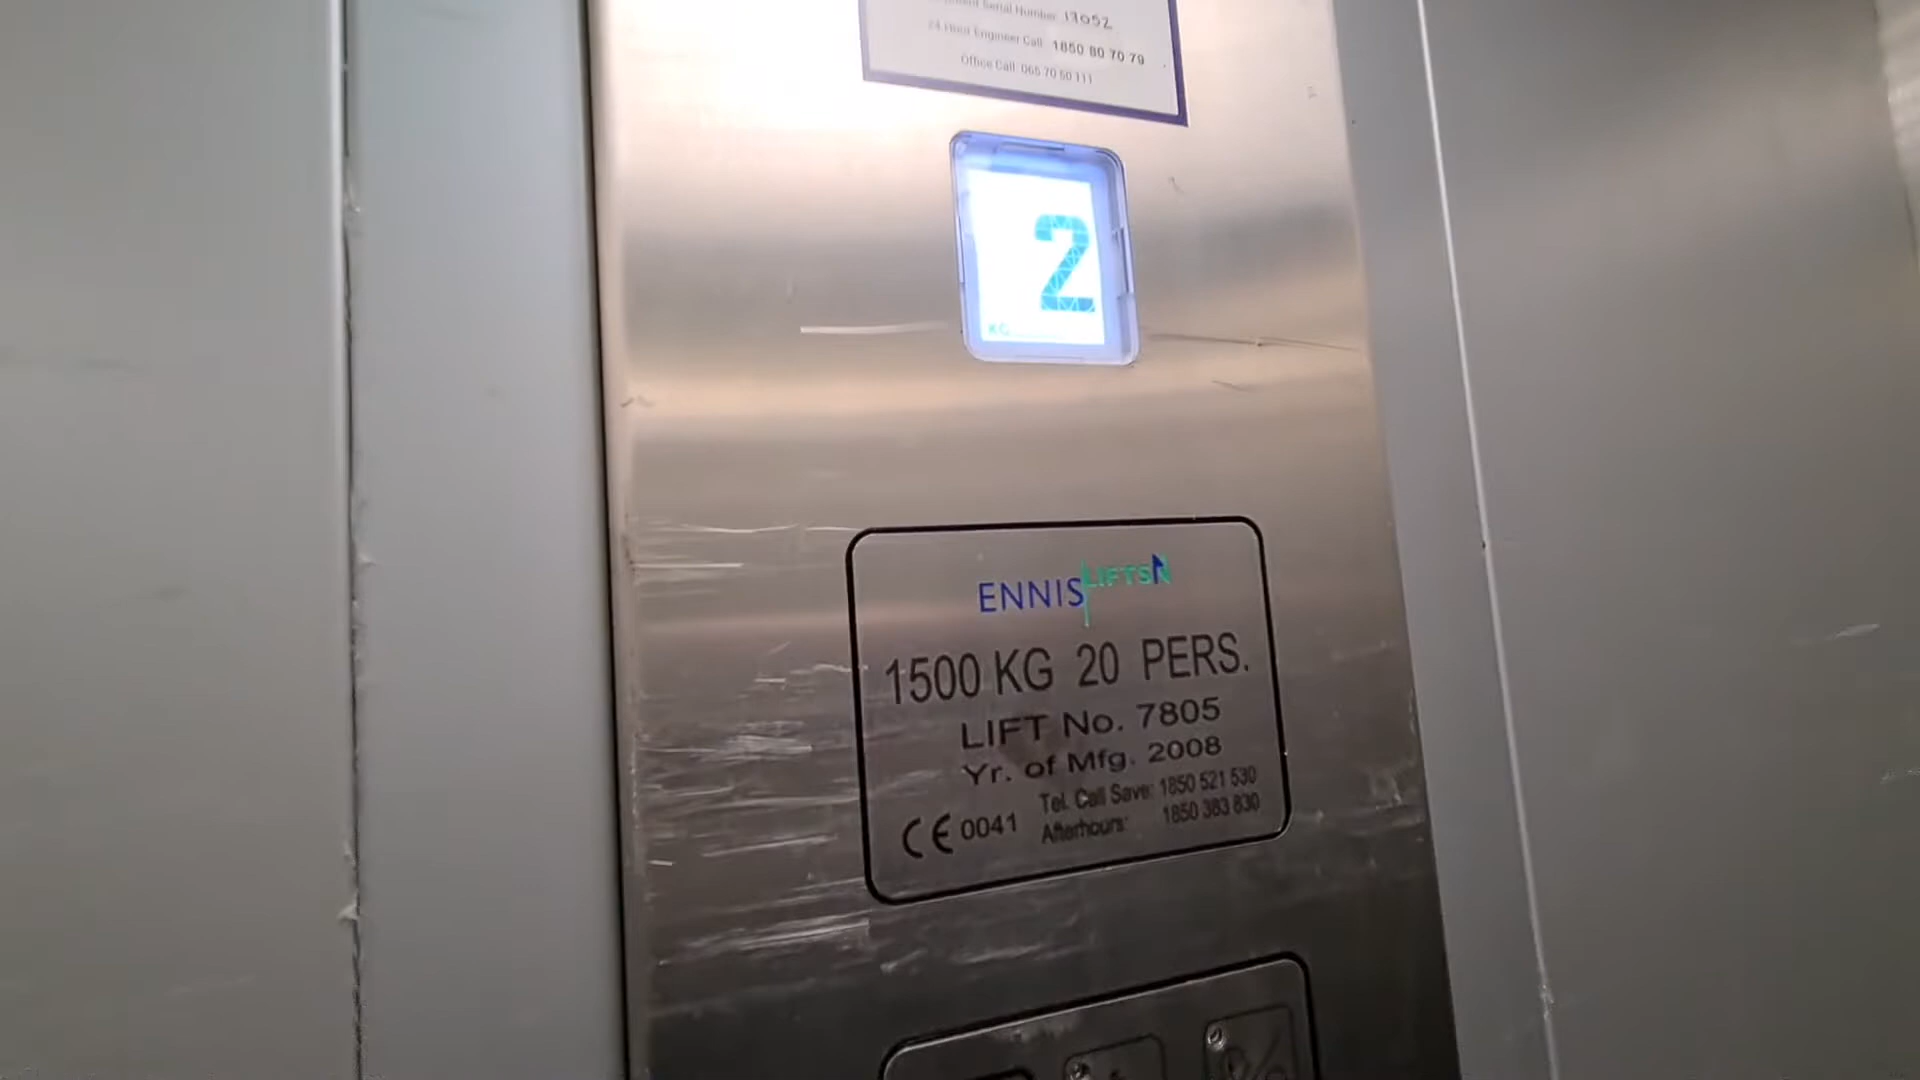 Serial Number 17052
24 Hour Engineer Call: 1850 80 70 79
Office Call: 065 70 50 111
2
KG
ENNIS LIFTS
1500 KG 20 PERS.
LIFT No. 7805
Yr. of Mfg. 2008
Tel. Call Save: 1850 521 530
CE 0041 Afterhours: 1850 383 830